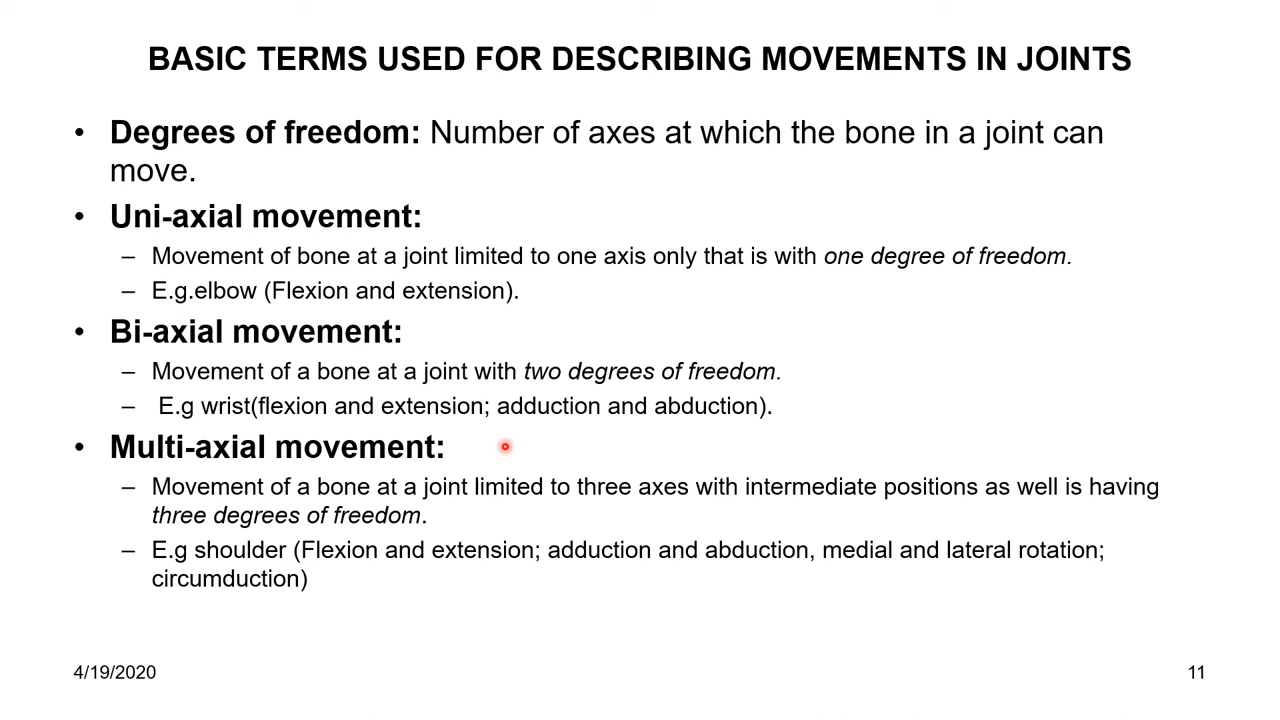 BASIC TERMS USED FOR DESCRIBING MOVEMENTS IN JOINTS
• Degrees of freedom: Number of axes at which the bone in a joint can
move.
• Uni-axial movement:
– Movement of bone at a joint limited to one axis only that is with one degree of freedom.
– E.g.elbow (Flexion and extension).
• Bi-axial movement:
– Movement of a bone at a joint with two degrees of freedom.
– E.g wrist(flexion and extension; adduction and abduction).
• Multi-axial movement:
– Movement of a bone at a joint limited to three axes with intermediate positions as well is having
three degrees of freedom.
– E.g shoulder (Flexion and extension; adduction and abduction, medial and lateral rotation;
circumduction)
4/19/2020
11